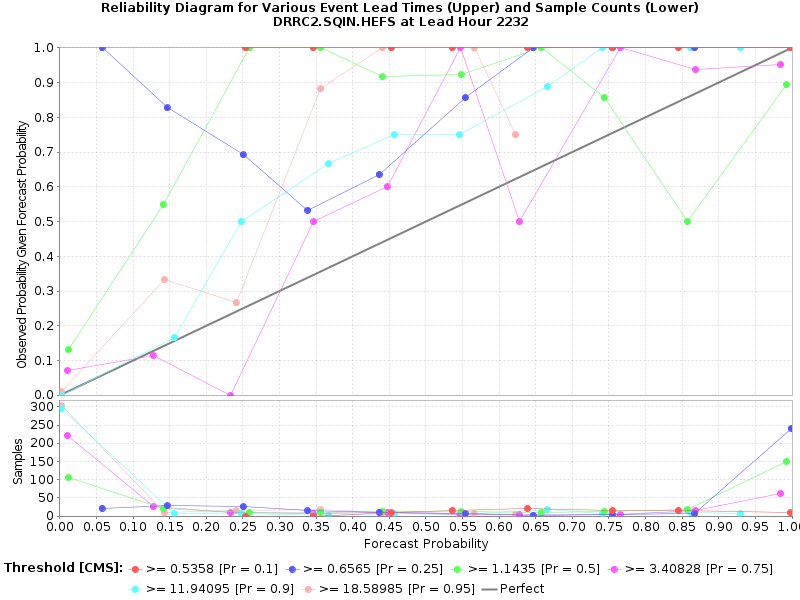 Reliability Diagram for Various Event Lead Times (Upper) and Sample Counts (Lower)
DRRC2.SQIN.HEFS at Lead Hour 2232
Observed Probability Given Forecast Probability
1.0
0.9
0.8
0.7
0.6
0.5
0.4
0.3
0.2
0.1
0.0
Samples
300
250
200
150
100
50
0
0.00 0.05 0.10 0.15 0.20 0.25 0.30 0.35 0.40 0.45 0.50 0.55 0.60 0.65 0.70 0.75 0.80 0.85 0.90 0.95 1.0
Forecast Probability
Threshold [CMS]: >= 0.5358 [Pr = 0.1] >= 0.6565 [Pr = 0.25] >= 1.1435 [Pr = 0.5] >= 3.40828 [Pr = 0.75]
>= 11.94095 [Pr = 0.9] >= 18.58985 [Pr = 0.95] Perfect